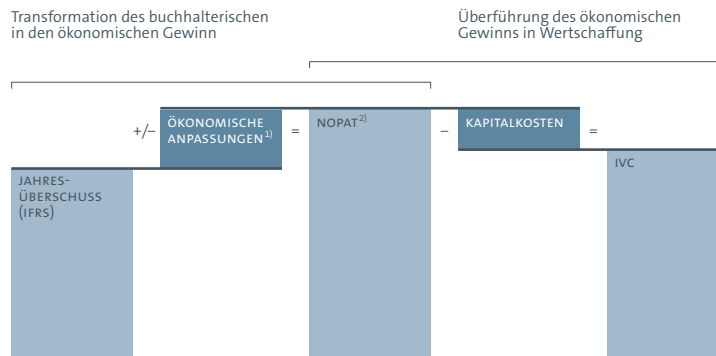 Transformation des buchhalterischen
in den ökonomischen Gewinn
Überführung des ökonomischen
Gewinns in Wertschaffung
+/–
ÖKONOMISCHE
ANPASSUNGEN1)
=
NOPAT2)
–
KAPITALKOSTEN
=
IVC
JAHRES-
ÜBERSCHUSS
(IFRS)